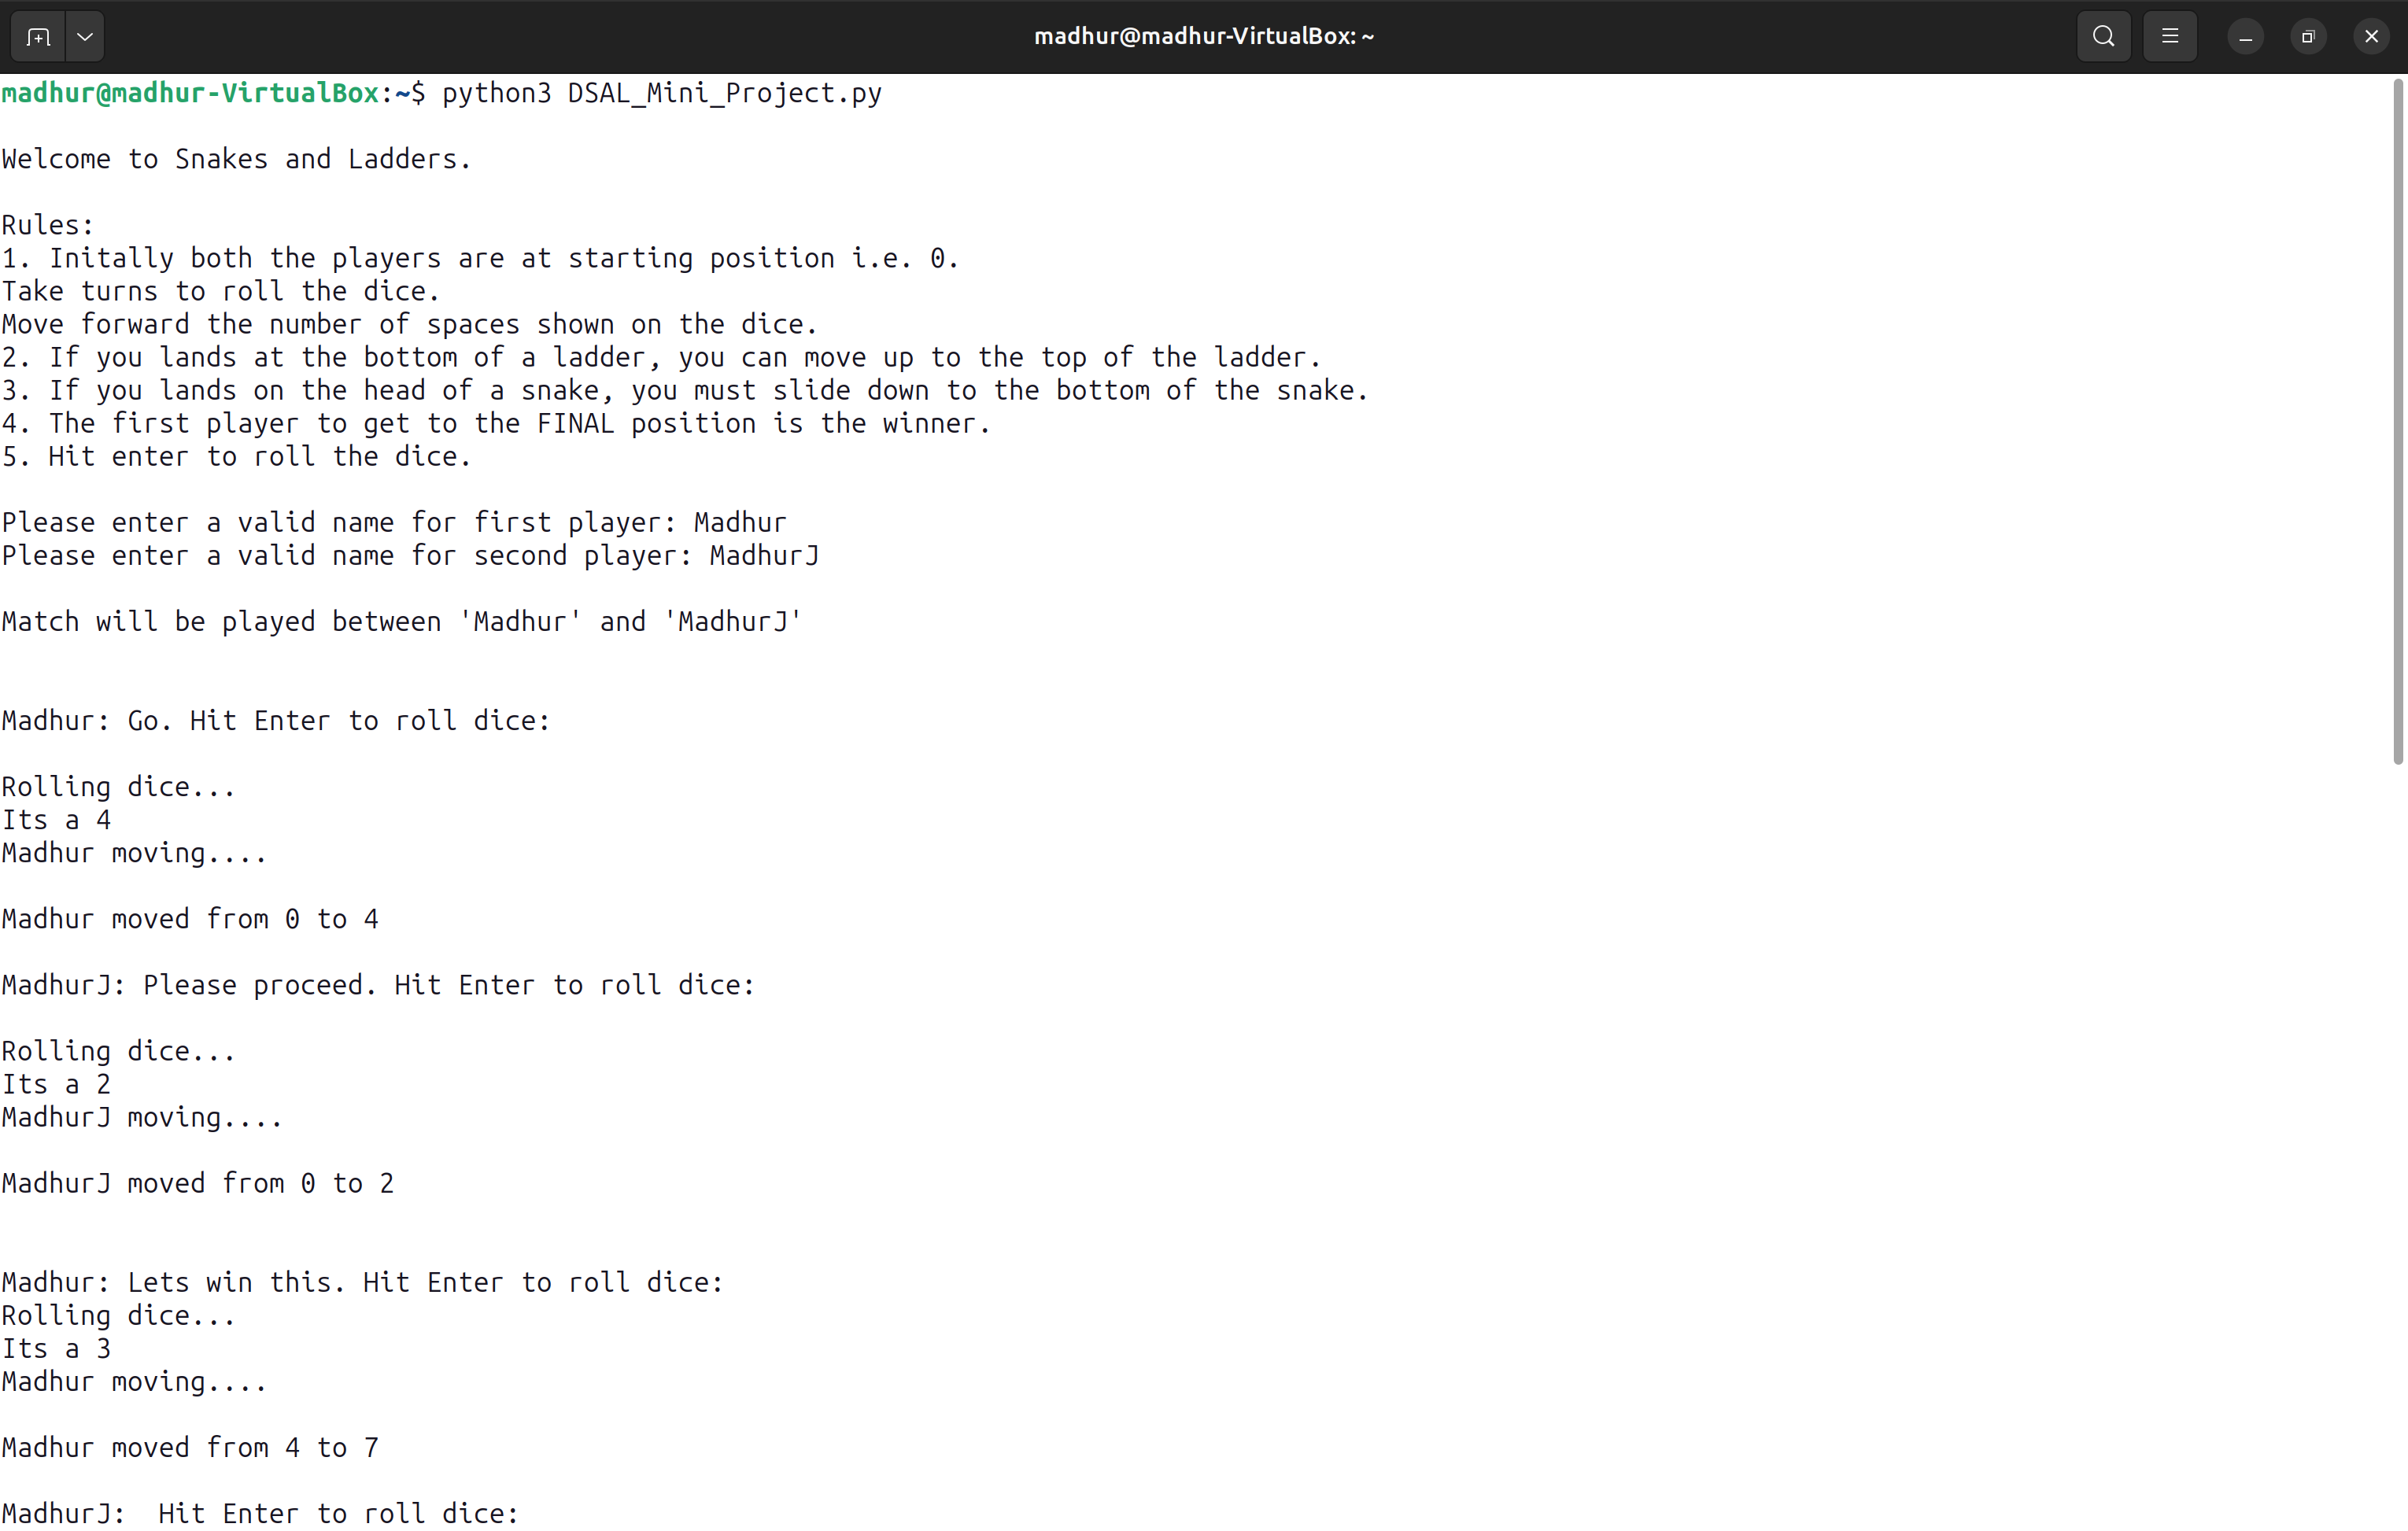 madhur@madhur-VirtualBox: ~
madhur@madhur-VirtualBox:~$ python3 DSAL_Mini_Project.py
Welcome to Snakes and Ladders.
Rules:
1. Initally both the players are at starting position i.e. 0.
Take turns to roll the dice.
Move forward the number of spaces shown on the dice.
2. If you lands at the bottom of a ladder, you can move up to the top of the ladder.
3. If you lands on the head of a snake, you must slide down to the bottom of the snake.
4. The first player to get to the FINAL position is the winner.
5. Hit enter to roll the dice.
Please enter a valid name for first player: Madhur
Please enter a valid name for second player: MadhurJ
Match will be played between 'Madhur' and 'MadhurJ'
Madhur: Go. Hit Enter to roll dice:
Rolling dice...
Its a 4
Madhur moving....
Madhur moved from 0 to 4
MadhurJ: Please proceed. Hit Enter to roll dice:
Rolling dice...
Its a 2
MadhurJ moving....
MadhurJ moved from 0 to 2
Madhur: Lets win this. Hit Enter to roll dice:
Rolling dice...
Its a 3
Madhur moving....
Madhur moved from 4 to 7
MadhurJ:  Hit Enter to roll dice: